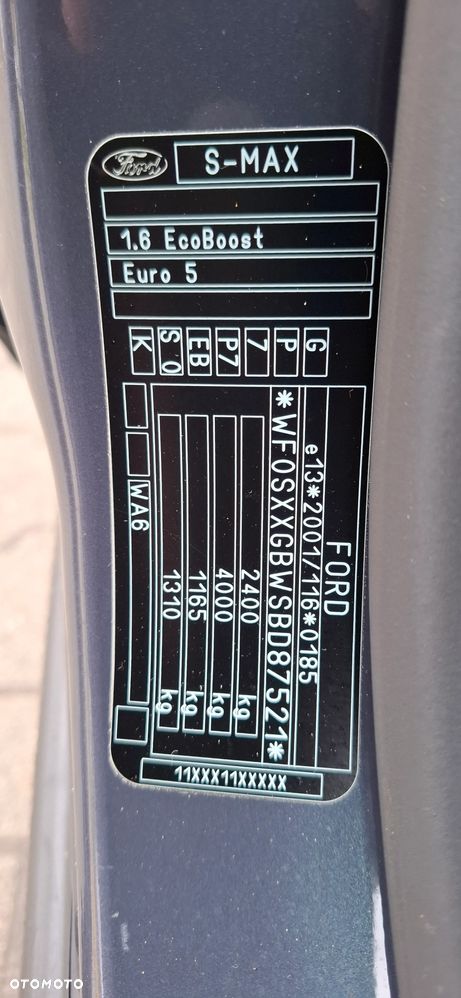 Ford
S-MAX
1.6 EcoBoost
Euro 5
G
P
7
P7
EB
S 0
K
FORD
e13*2001/116*0185
*WF0SXXGBWSBD87521*
2400 kg
4000 kg
1165 kg
1310 kg
WA6
11XXX11XXXXX
OTOMOTO